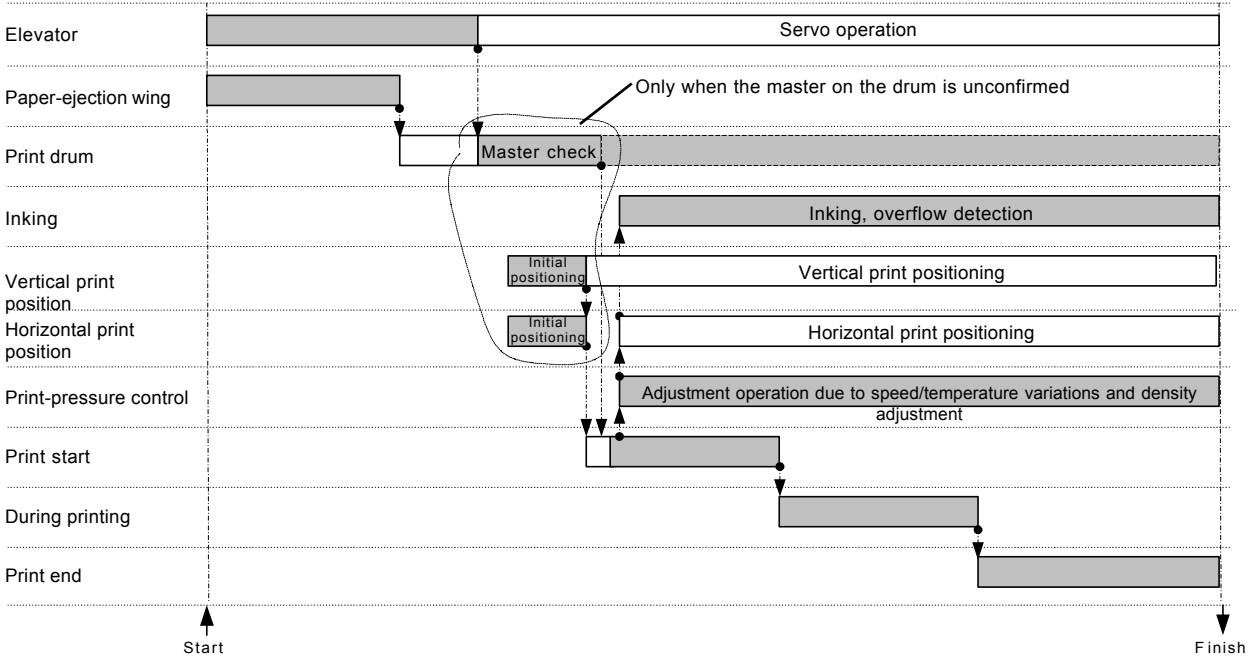 Elevator
Servo operation
Paper-ejection wing
Only when the master on the drum is unconfirmed
Print drum
Master check
Inking
Inking, overflow detection
Vertical print
position
Initial
positioning
Vertical print positioning
Horizontal print
position
Initial
positioning
Horizontal print positioning
Print-pressure control
Adjustment operation due to speed/temperature variations and density
adjustment
Print start
During printing
Print end
Start
Finish